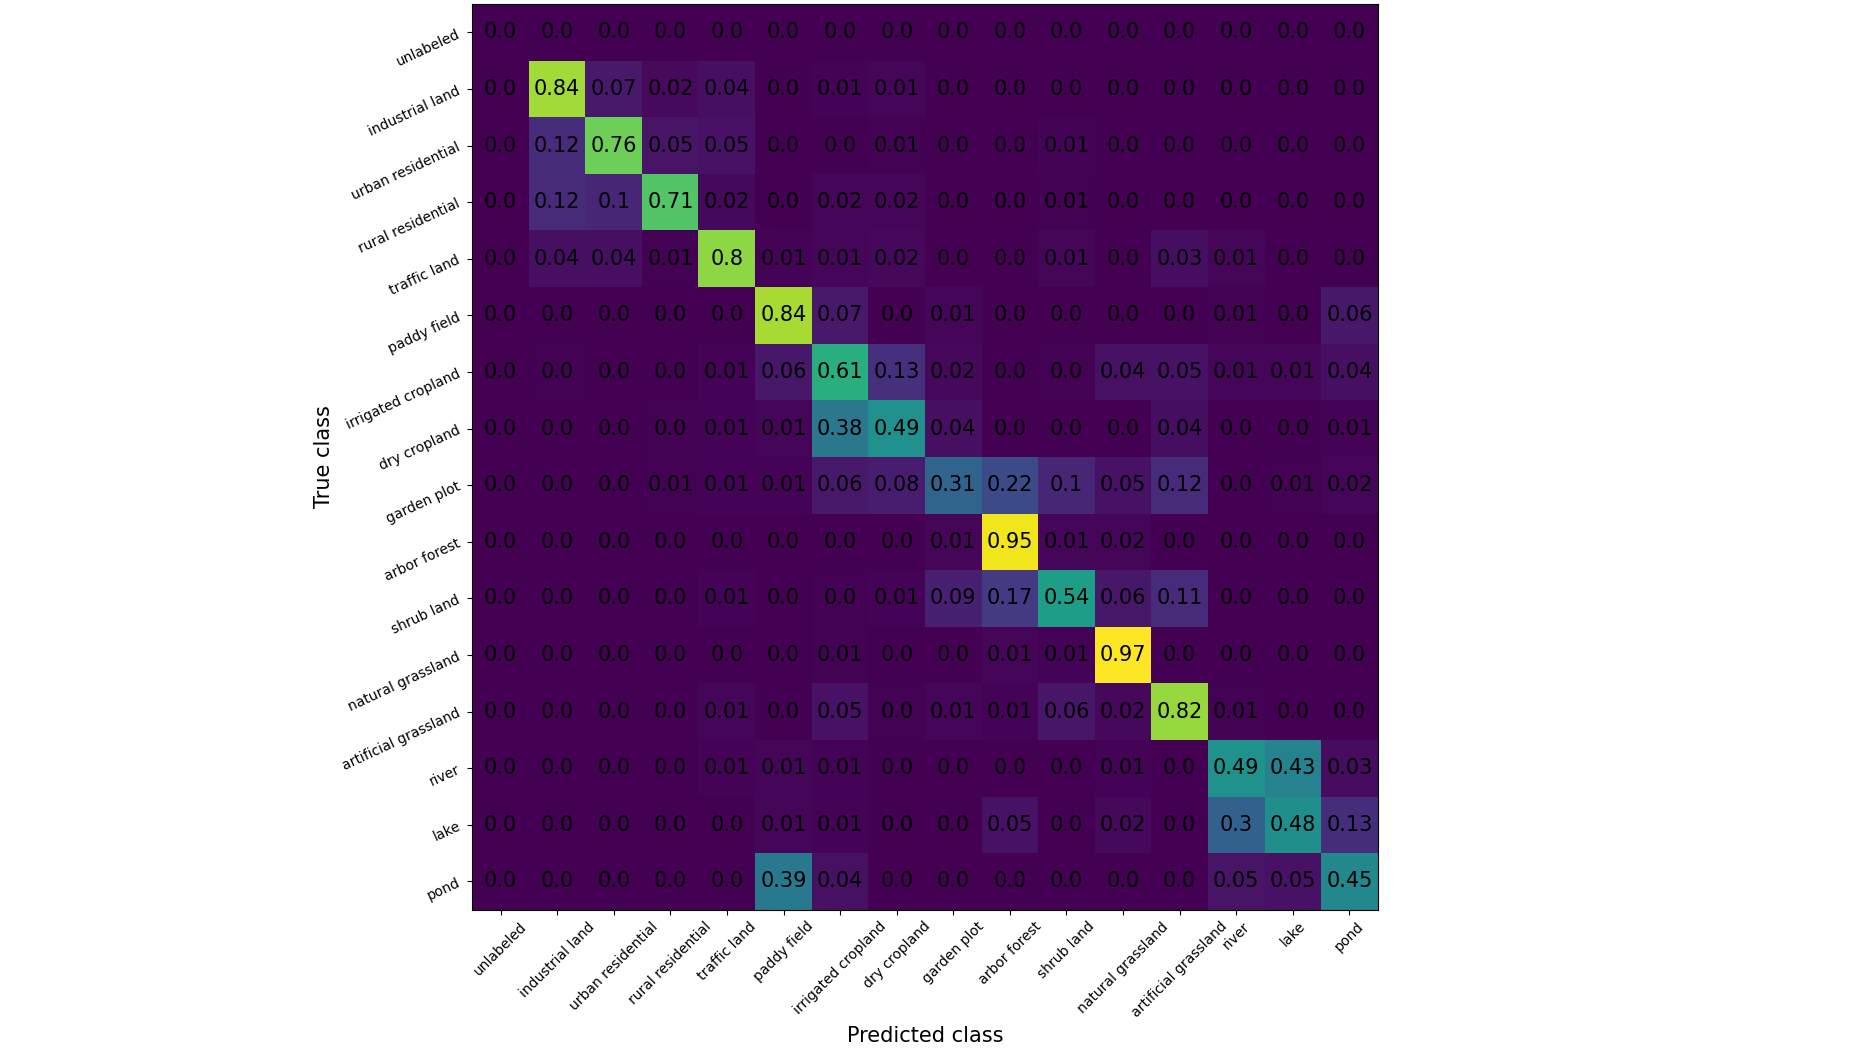 unlabeled 0.0 0.0 0.0 0.0 0.0 0.0 0.0 0.0 0.0 0.0 0.0 0.0 0.0 0.0 0.0 0.0
industrial land 0.0 0.84 0.07 0.02 0.04 0.0 0.01 0.01 0.0 0.0 0.0 0.0 0.0 0.0 0.0 0.0
urban residential 0.0 0.12 0.76 0.05 0.05 0.0 0.0 0.01 0.0 0.0 0.01 0.0 0.0 0.0 0.0 0.0
rural residential 0.0 0.12 0.1 0.71 0.02 0.0 0.02 0.02 0.0 0.0 0.01 0.0 0.0 0.0 0.0 0.0
traffic land 0.0 0.04 0.04 0.01 0.8 0.01 0.01 0.02 0.0 0.0 0.01 0.0 0.03 0.01 0.0 0.0
paddy field 0.0 0.0 0.0 0.0 0.0 0.84 0.07 0.0 0.01 0.0 0.0 0.0 0.0 0.01 0.0 0.06
irrigated cropland 0.0 0.0 0.0 0.0 0.01 0.06 0.61 0.13 0.02 0.0 0.0 0.04 0.05 0.01 0.01 0.04
dry cropland 0.0 0.0 0.0 0.0 0.01 0.01 0.38 0.49 0.04 0.0 0.0 0.0 0.04 0.0 0.0 0.01
garden plot 0.0 0.0 0.0 0.01 0.01 0.01 0.06 0.08 0.31 0.22 0.1 0.05 0.12 0.0 0.01 0.02
arbor forest 0.0 0.0 0.0 0.0 0.0 0.0 0.0 0.0 0.01 0.95 0.01 0.02 0.0 0.0 0.0 0.0
shrub land 0.0 0.0 0.0 0.0 0.01 0.0 0.0 0.01 0.09 0.17 0.54 0.06 0.11 0.0 0.0 0.0
natural grassland 0.0 0.0 0.0 0.0 0.0 0.0 0.01 0.0 0.0 0.01 0.01 0.97 0.0 0.0 0.0 0.0
artificial grassland 0.0 0.0 0.0 0.0 0.01 0.0 0.05 0.0 0.01 0.01 0.06 0.02 0.82 0.01 0.0 0.0
river 0.0 0.0 0.0 0.0 0.01 0.01 0.01 0.0 0.0 0.0 0.0 0.01 0.0 0.49 0.43 0.03
lake 0.0 0.0 0.0 0.0 0.0 0.01 0.01 0.0 0.0 0.05 0.0 0.02 0.0 0.3 0.48 0.13
pond 0.0 0.0 0.0 0.0 0.0 0.39 0.04 0.0 0.0 0.0 0.0 0.0 0.0 0.05 0.05 0.45
True class
unlabeled industrial land urban residential rural residential traffic land paddy field irrigated cropland dry cropland garden plot arbor forest shrub land natural grassland artificial grassland river lake pond
Predicted class